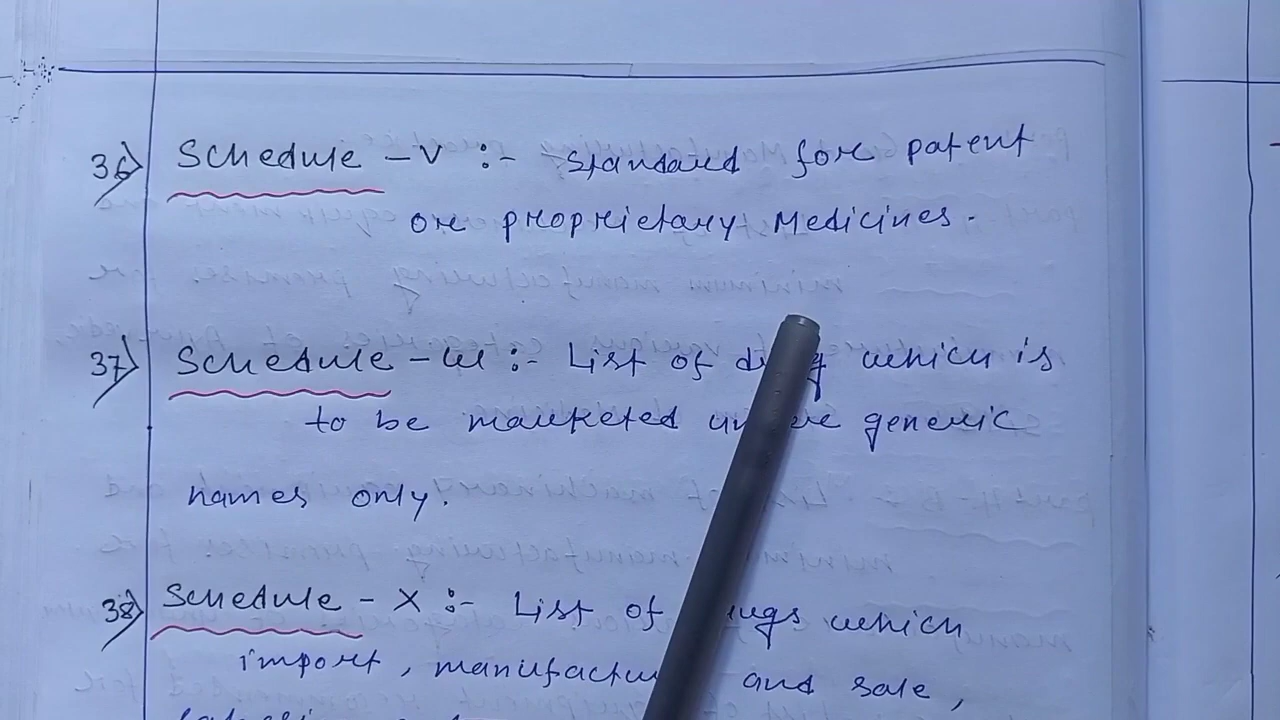 36) Schedule - V :- Standard for patent
or proprietary Medicines.
37) Schedule - W :- List of which is
to be marketed generic
names only.
38) Schedule - X :- List of which
import, and sale,